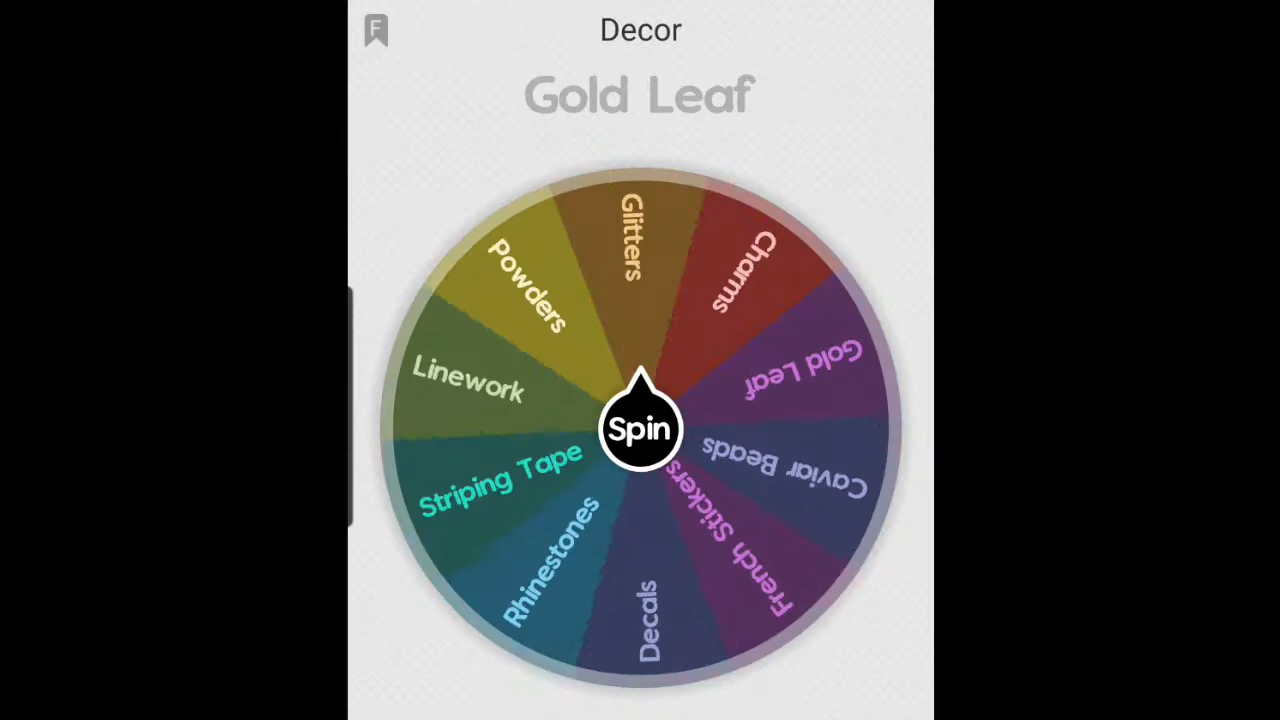 F
Decor
Gold Leaf
Glitters
Charms
Gold Leaf
Caviar Beads
French Stickers
Decals
Rhinestones
Striping Tape
Linework
Powders
Spin